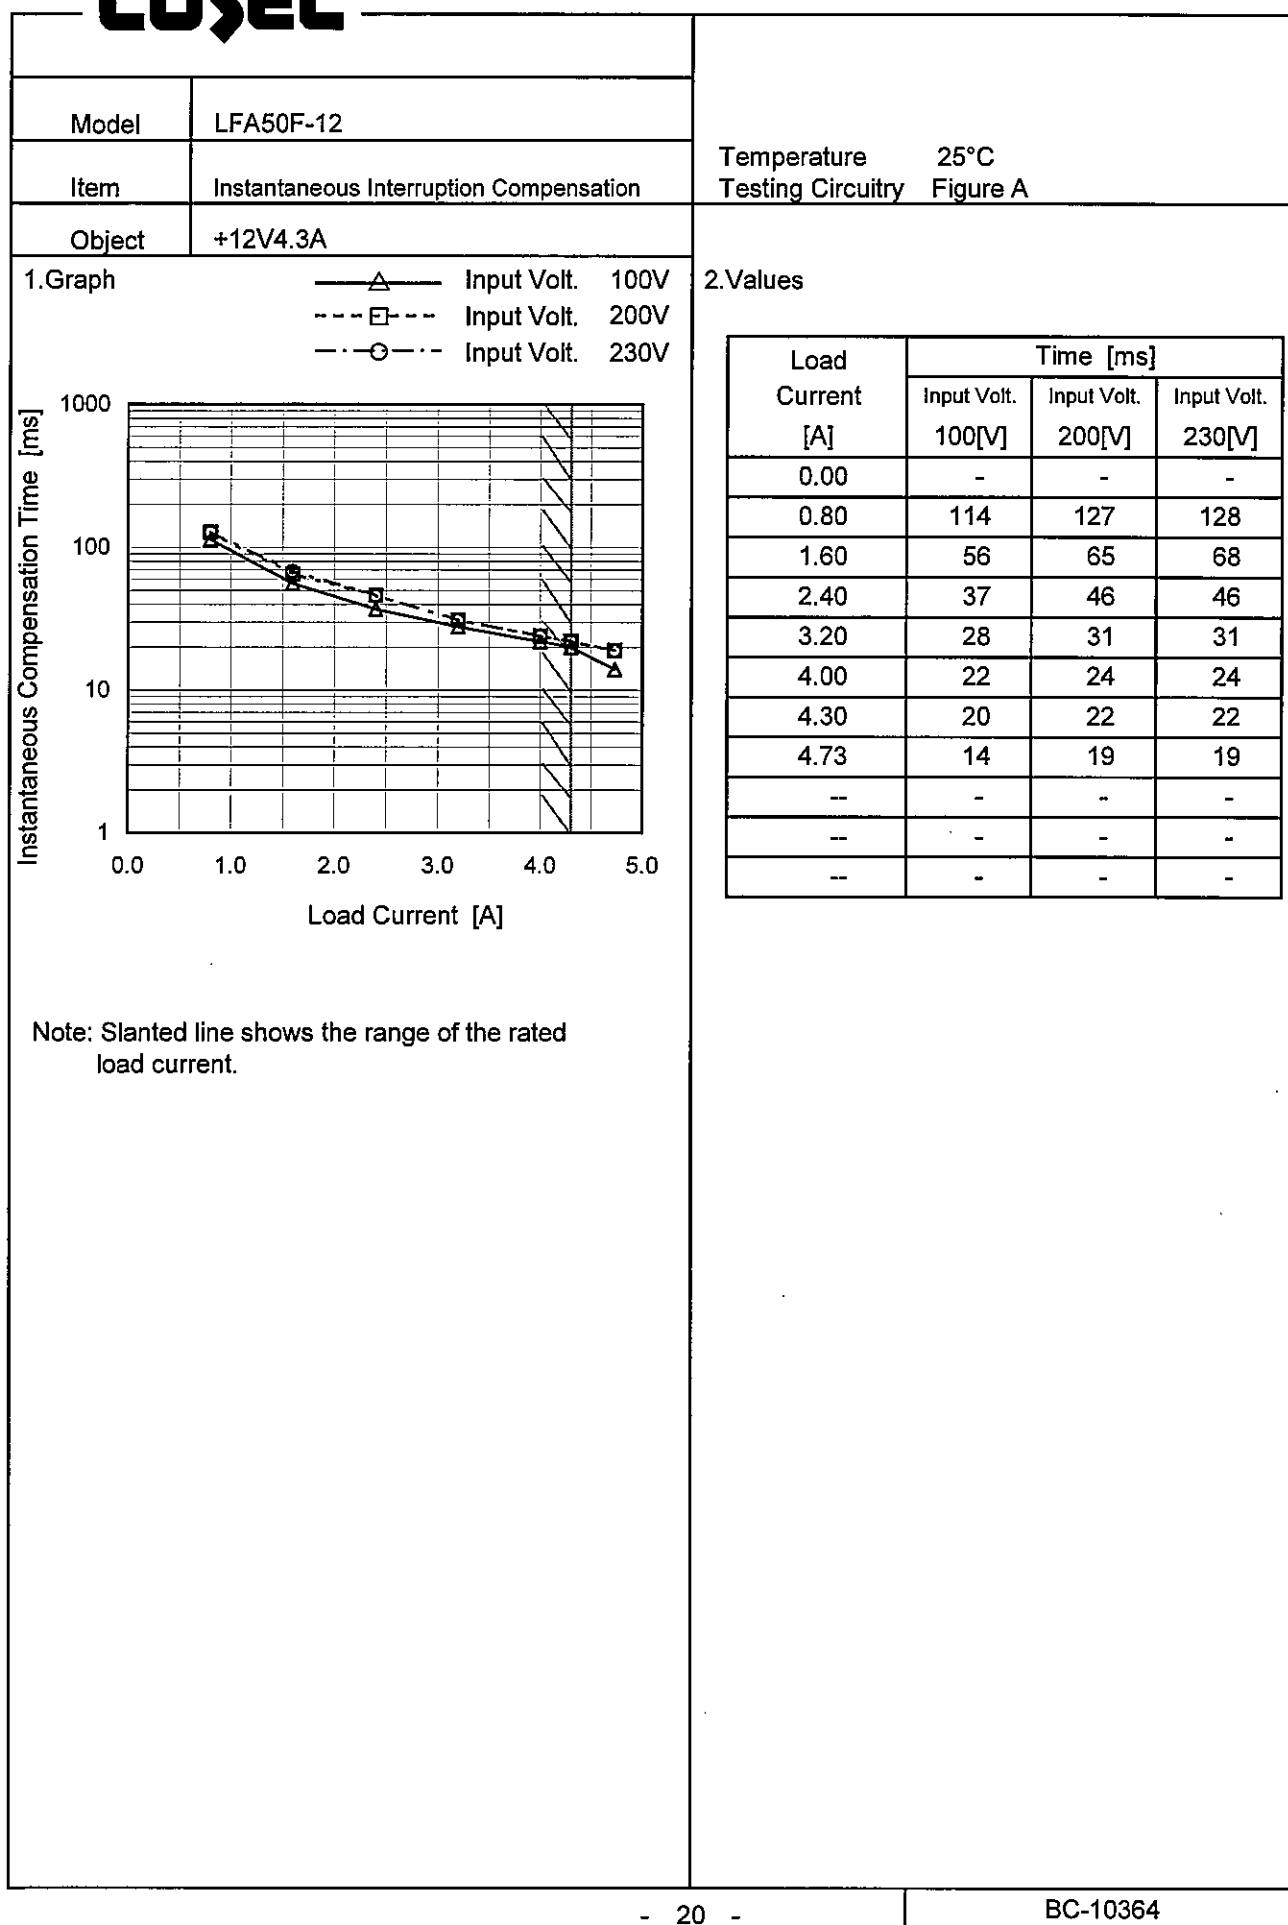 COSEL
Model LFA50F-12
Item Instantaneous Interruption Compensation
Object +12V4.3A
Temperature 25°C
Testing Circuitry Figure A
1.Graph
Input Volt. 100V
Input Volt. 200V
Input Volt. 230V
Instantaneous Compensation Time [ms]
1000
100
10
1
0.0 1.0 2.0 3.0 4.0 5.0
Load Current [A]
Note: Slanted line shows the range of the rated
load current.
2.Values
Load Time [ms]
Current Input Volt. Input Volt. Input Volt.
[A] 100[V] 200[V] 230[V]
0.00 - - -
0.80 114 127 128
1.60 56 65 68
2.40 37 46 46
3.20 28 31 31
4.00 22 24 24
4.30 20 22 22
4.73 14 19 19
-- - - -
-- - - -
-- - - -
- 20 -
BC-10364